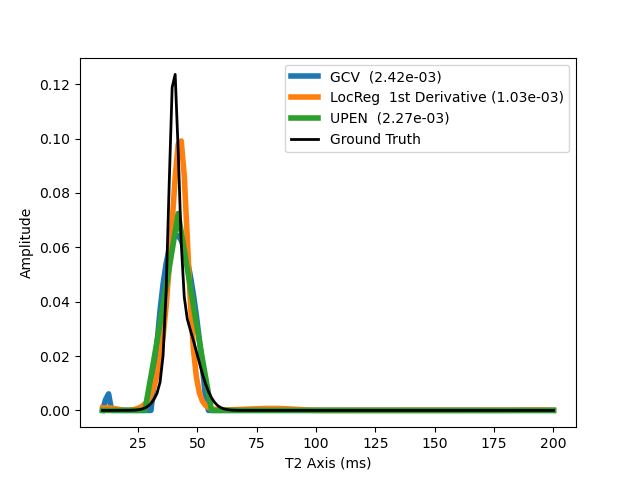 GCV  (2.42e-03)
LocReg  1st Derivative (1.03e-03)
UPEN  (2.27e-03)
Ground Truth
Amplitude
0.12
0.10
0.08
0.06
0.04
0.02
0.00
25 50 75 100 125 150 175 200
T2 Axis (ms)